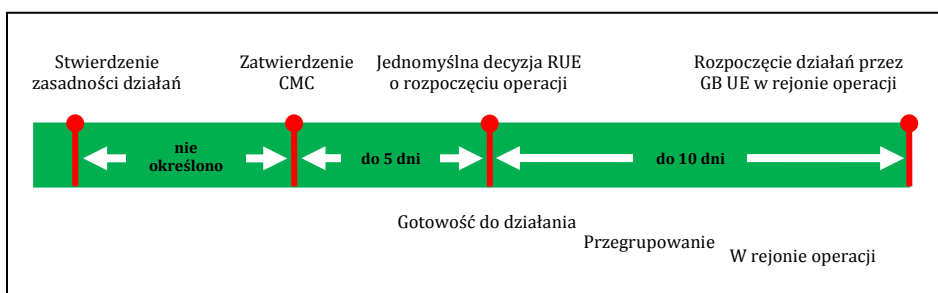 Stwierdzenie
zasadności działań
Zatwierdzenie
CMC
Jednomyślna decyzja RUE
o rozpoczęciu operacji
Rozpoczęcie działań przez
GB UE w rejonie operacji
nie
określono
do 5 dni
do 10 dni
Gotowość do działania
Przegrupowanie
W rejonie operacji